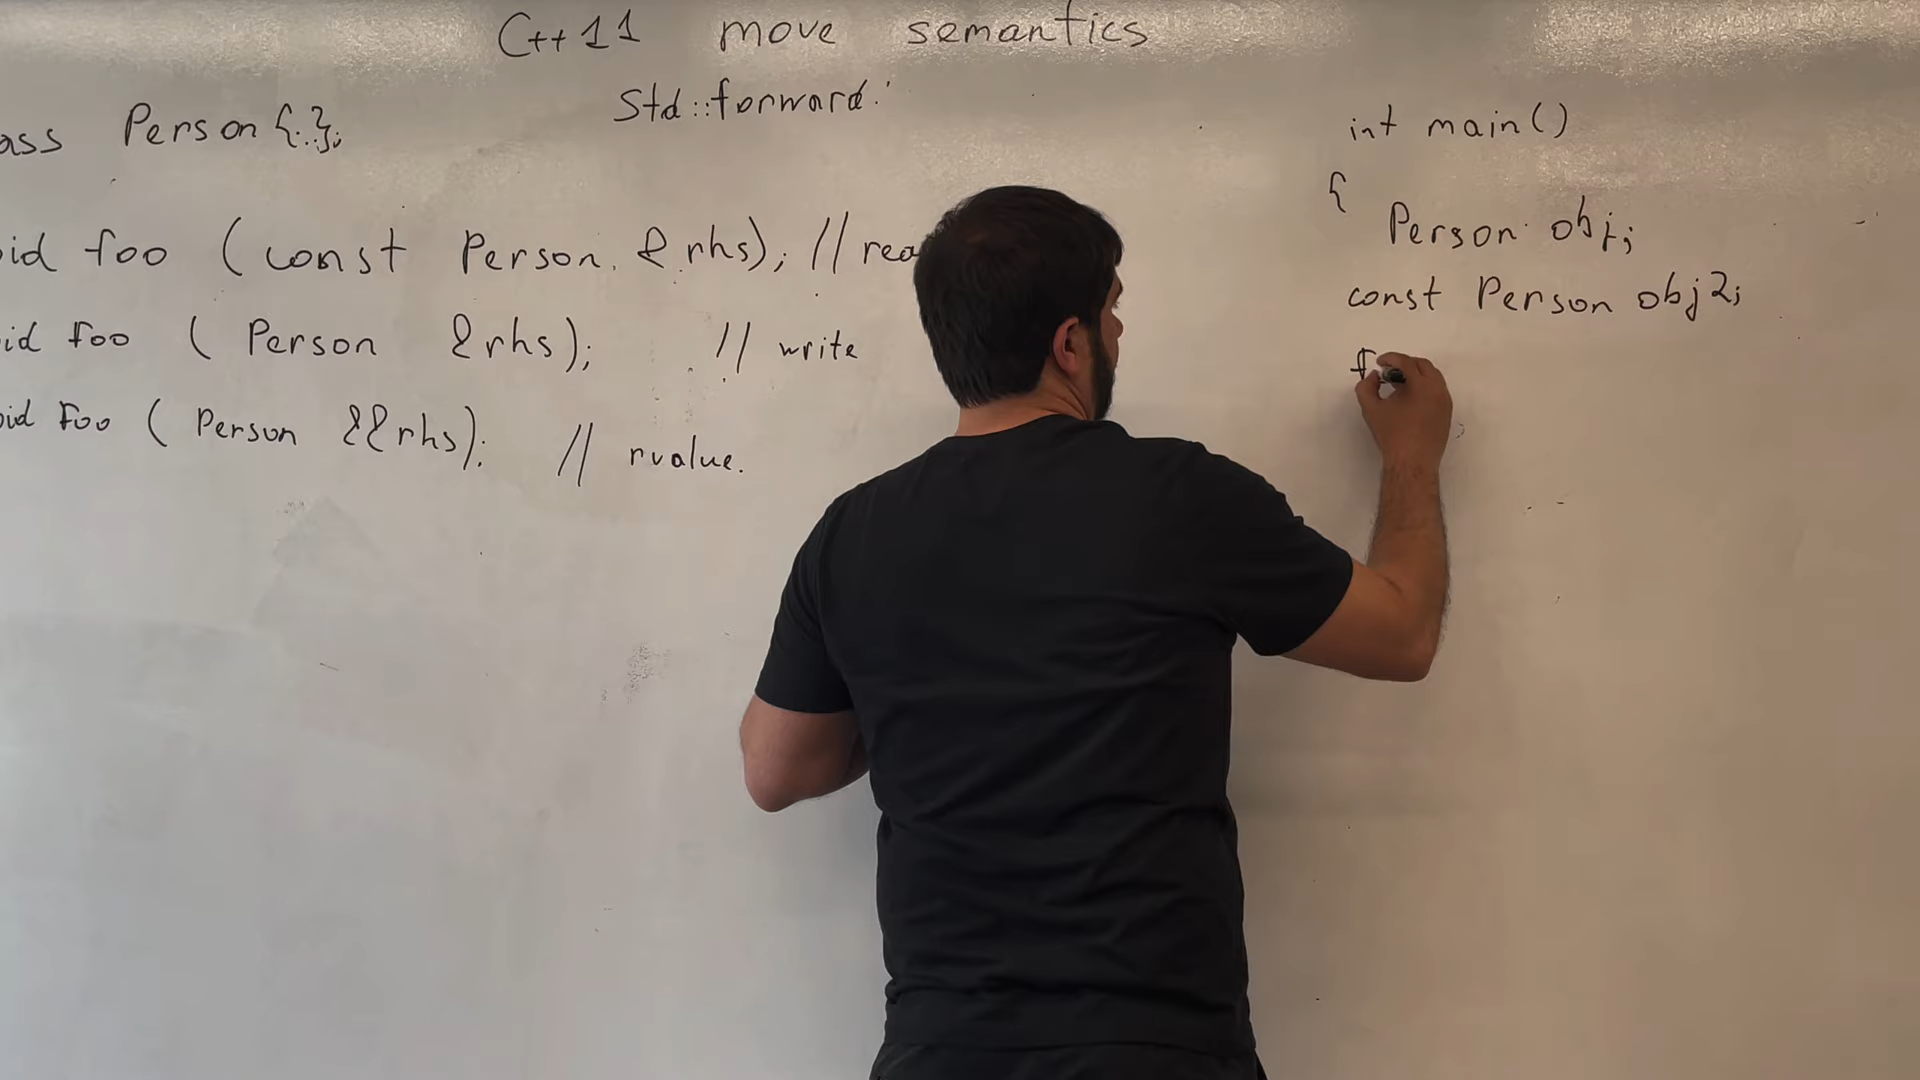 C++11 move semantics
std::forward.
ass Person {..};
id foo (const Person & rhs); // rea
id foo ( Person & rhs); // write
oid Foo ( Person && rhs); // rvalue.
int main()
{
Person obj;
const Person obj2;
f